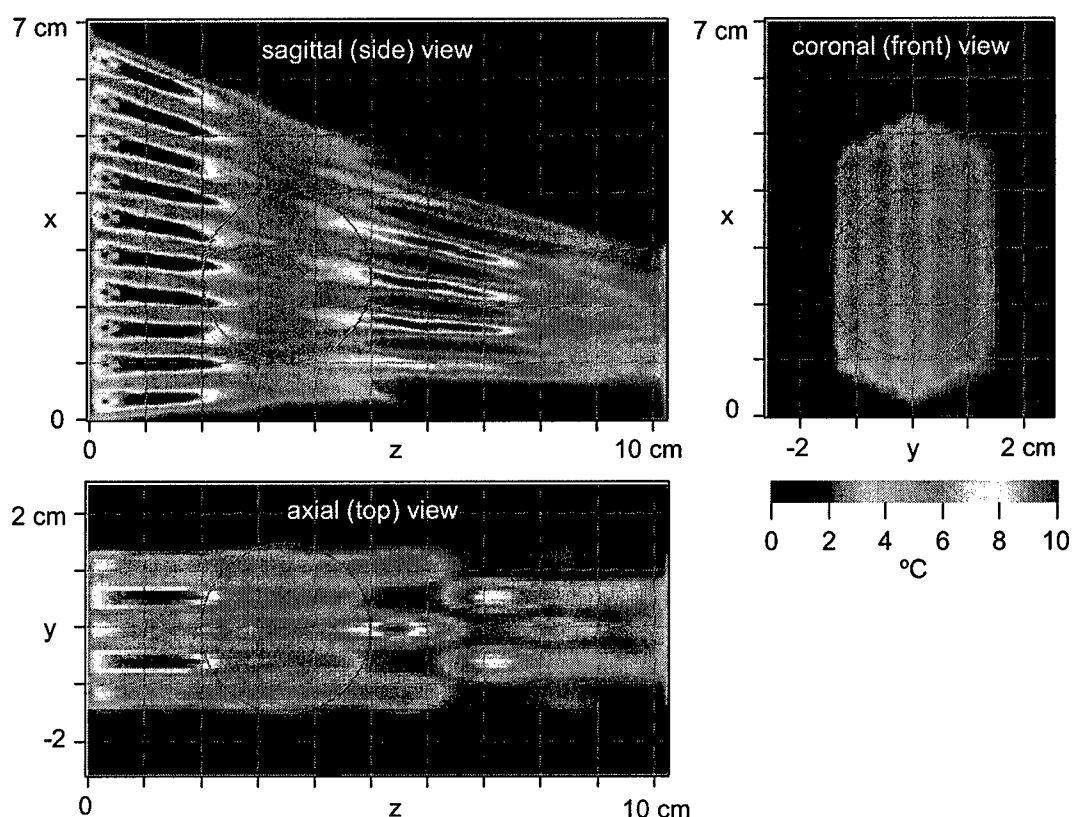 7 cm
sagittal (side) view
x
0
0
z
10 cm
7 cm
coronal (front) view
x
0
-2
y
2 cm
0 2 4 6 8 10
ºC
2 cm
axial (top) view
y
-2
0
z
10 cm